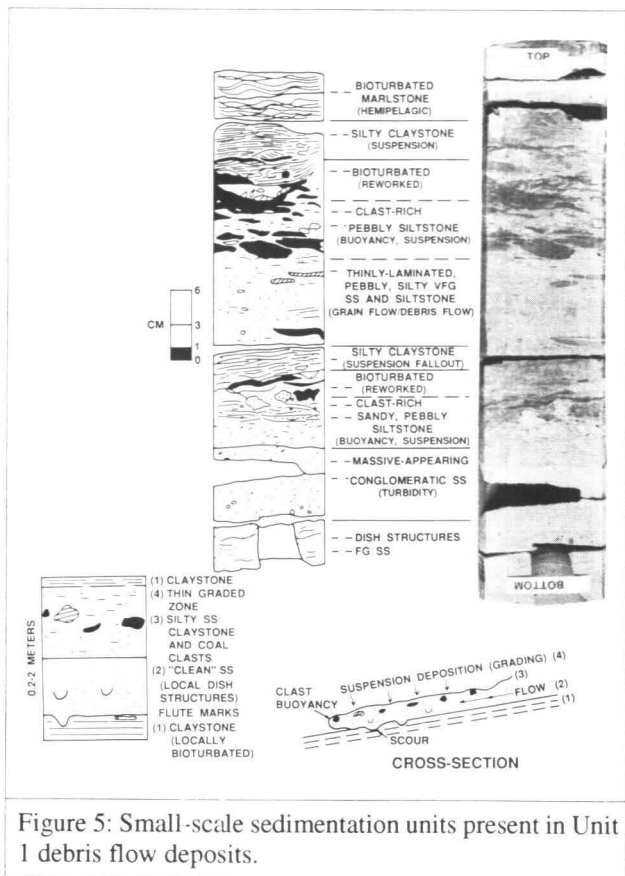 TOP
BIOTURBATED
MARLSTONE
(HEMIPELAGIC)
SILTY CLAYSTONE
(SUSPENSION)
BIOTURBATED
(REWORKED)
CLAST-RICH
PEBBLY SILTSTONE
(BUOYANCY, SUSPENSION)
THINLY-LAMINATED,
PEBBLY, SILTY VFG
SS AND SILTSTONE
(GRAIN FLOW/DEBRIS FLOW)
6
CM
3
1
0
SILTY CLAYSTONE
(SUSPENSION FALLOUT)
BIOTURBATED
(REWORKED)
CLAST-RICH
SANDY, PEBBLY
SILTSTONE
(BUOYANCY, SUSPENSION)
MASSIVE-APPEARING
CONGLOMERATIC SS
(TURBIDITY)
DISH STRUCTURES
FG SS
BOTTOM
0.2-2 METERS
(1) CLAYSTONE
(4) THIN GRADED
ZONE
(3) SILTY SS
CLAYSTONE
AND COAL
CLASTS
(2) "CLEAN" SS
(LOCAL DISH
STRUCTURES)
FLUTE MARKS
(1) CLAYSTONE
(LOCALLY
BIOTURBATED)
CLAST
BUOYANCY
SUSPENSION DEPOSITION (GRADING) (4)
(3)
FLOW (2)
(1)
SCOUR
CROSS-SECTION
Figure 5: Small-scale sedimentation units present in Unit
1 debris flow deposits.